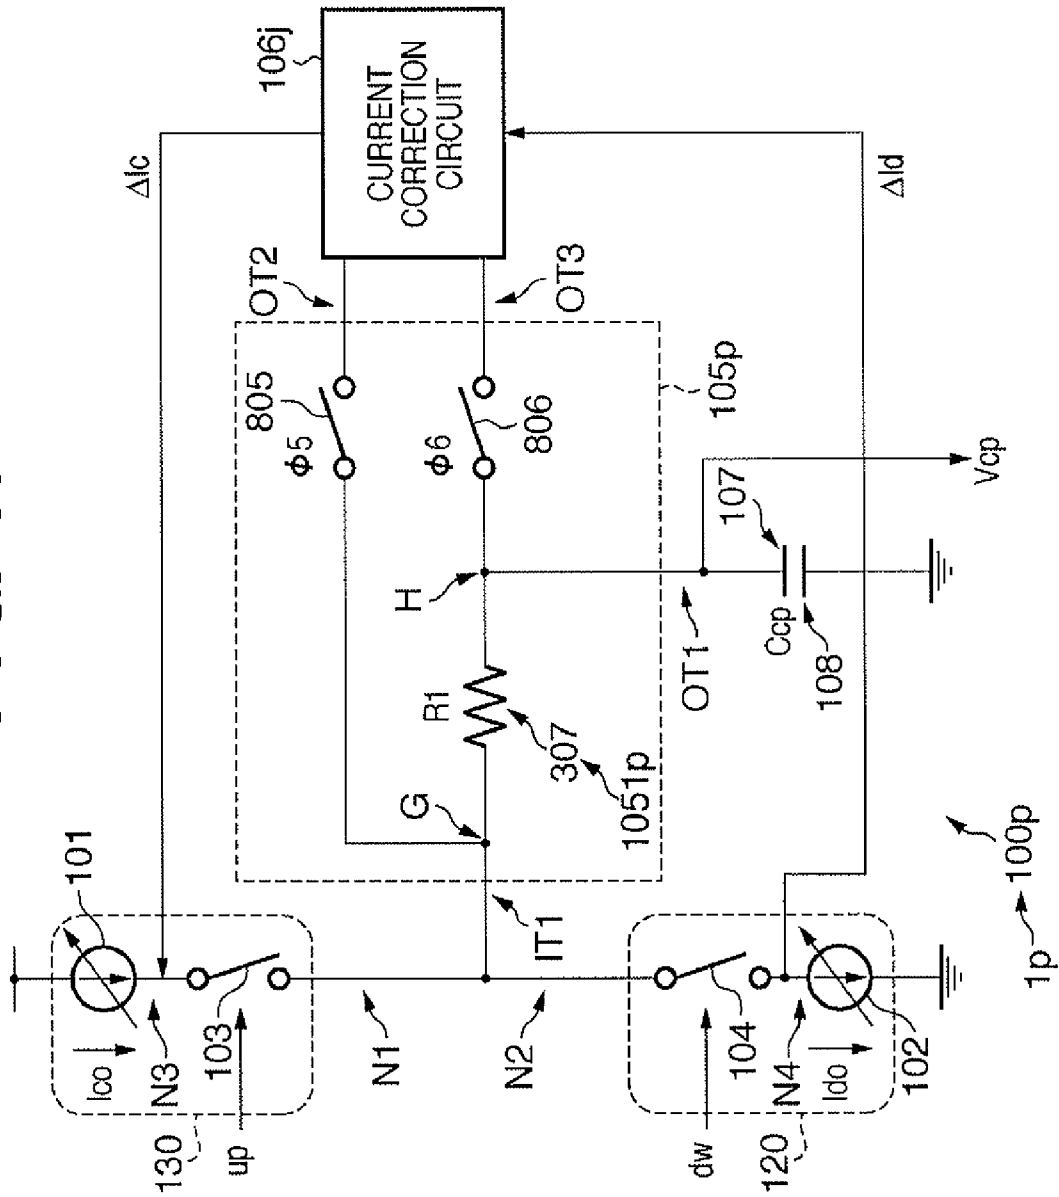 106j
CURRENT
CORRECTION
CIRCUIT
ΔIc
ΔId
OT2
OT3
805
ϕ5
ϕ6
806
105p
H
R1
307
1051p
G
OT1
107
Ccp
108
Vcp
101
Ico
N3
103
130
up
N1
IT1
N2
104
dw
N4
Ido
102
120
100p
1p